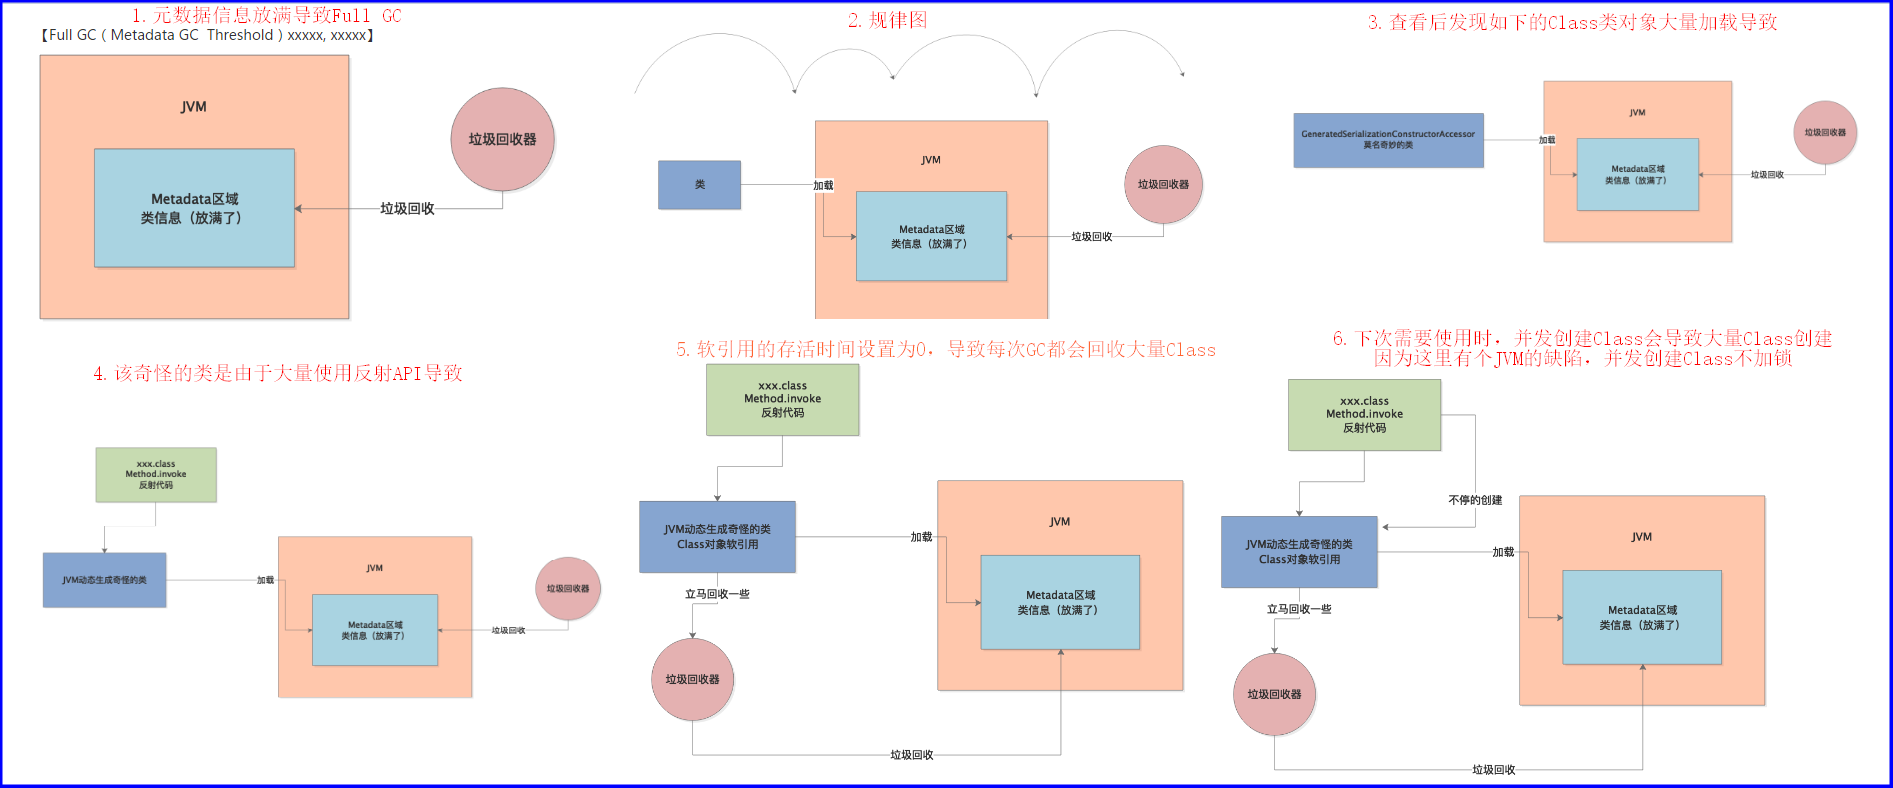 1. 元数据信息放满导致Full GC
【Full GC ( Metadata GC Threshold ) xxxxx, xxxxx】
JVM
Metadata区域
类信息（放满了）
垃圾回收器
垃圾回收
2. 规律图
类
加载
JVM
Metadata区域
类信息（放满了）
垃圾回收器
垃圾回收
3. 查看后发现如下的Class类对象大量加载导致
GeneratedSerializationConstructorAccessor
莫名奇妙的类
加载
JVM
Metadata区域
类信息（放满了）
垃圾回收器
垃圾回收
4. 该奇怪的类是由于大量使用反射API导致
xxx.class
Method.invoke
反射代码
JVM动态生成奇怪的类
加载
JVM
Metadata区域
类信息（放满了）
垃圾回收器
垃圾回收
5. 软引用的存活时间设置为0，导致每次GC都会回收大量Class
xxx.class
Method.invoke
反射代码
JVM动态生成奇怪的类
Class对象软引用
加载
立马回收一些
JVM
Metadata区域
类信息（放满了）
垃圾回收器
垃圾回收
6. 下次需要使用时，并发创建Class会导致大量Class创建
因为这里有个JVM的缺陷，并发创建Class不加锁
xxx.class
Method.invoke
反射代码
不停的创建
JVM动态生成奇怪的类
Class对象软引用
加载
立马回收一些
JVM
Metadata区域
类信息（放满了）
垃圾回收器
垃圾回收